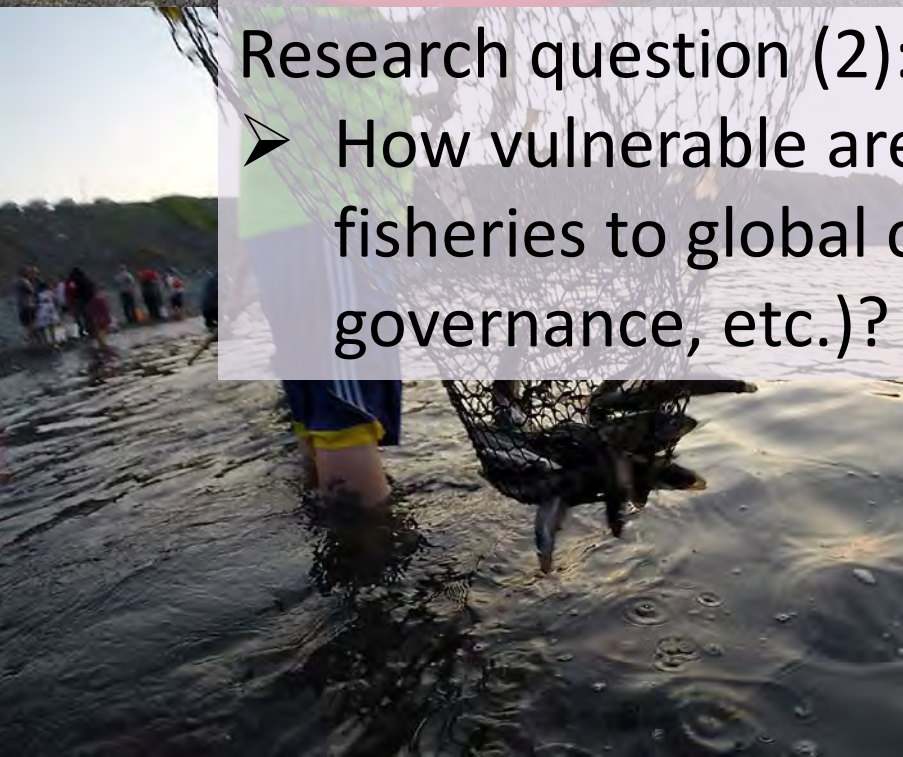 Research question (2):
➢ How vulnerable are
fisheries to global
governance, etc.)?